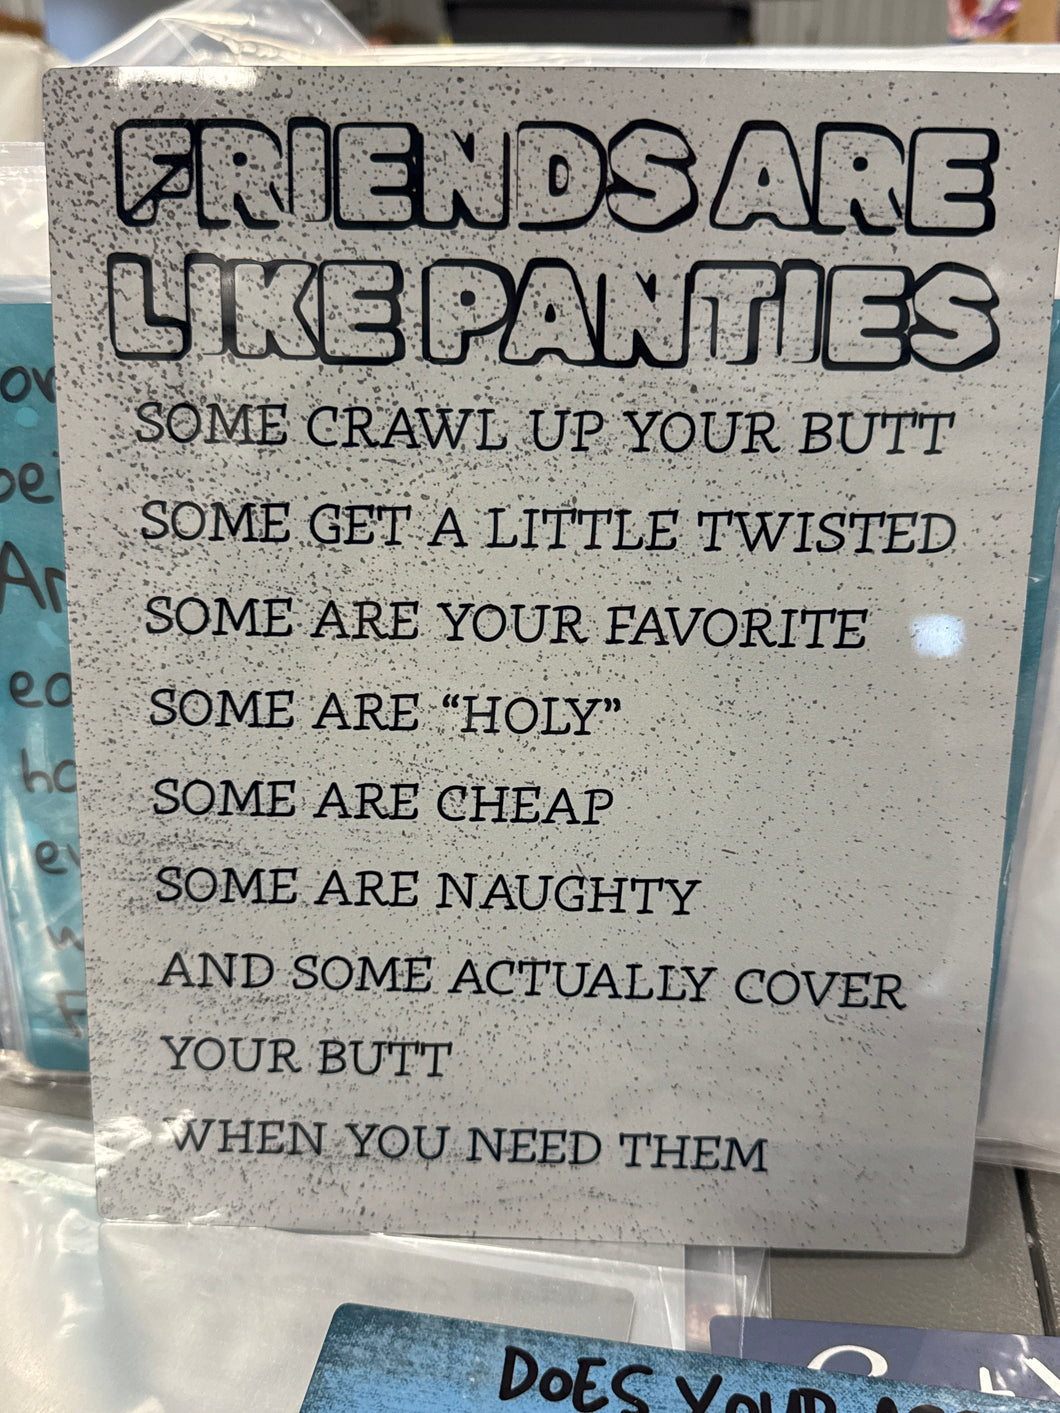 FRIENDS ARE
LIKE PANTIES
SOME CRAWL UP YOUR BUTT
SOME GET A LITTLE TWISTED
SOME ARE YOUR FAVORITE
SOME ARE “HOLY”
SOME ARE CHEAP
SOME ARE NAUGHTY
AND SOME ACTUALLY COVER
YOUR BUTT
WHEN YOU NEED THEM
DOES YOUR